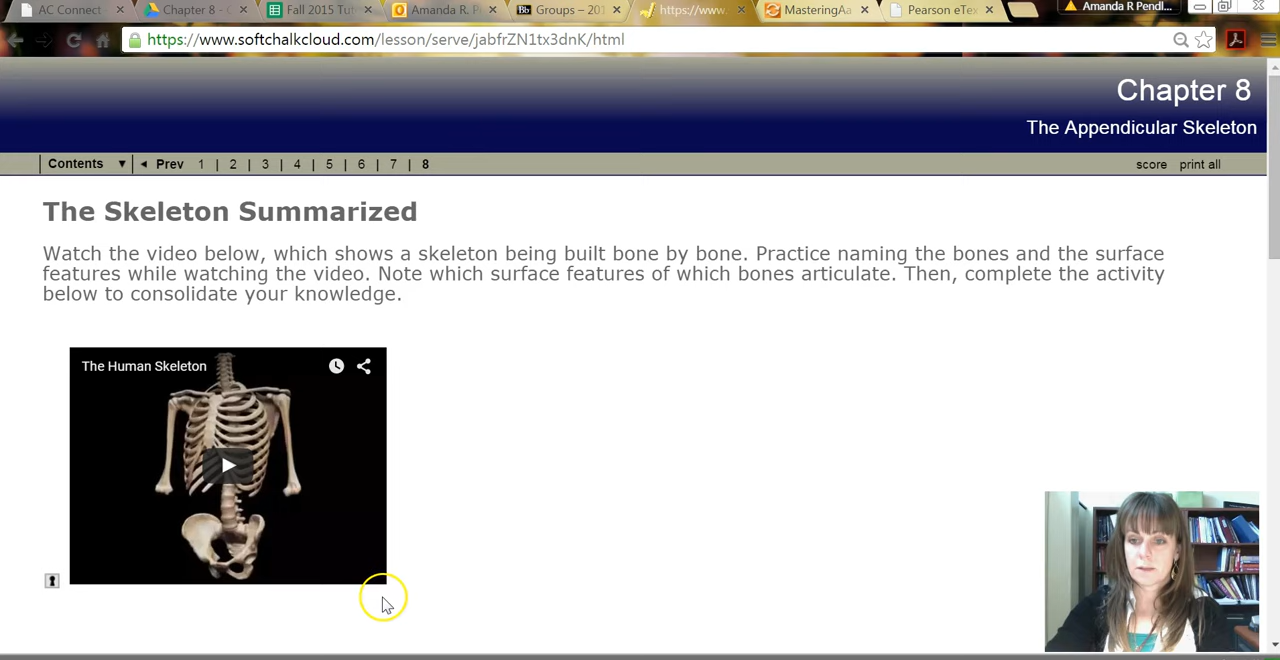 AC Connect
Chapter 8 -
Fall 2015 Tut
Amanda R. P
Bb Groups – 201
https://www.
MasteringAa
Pearson eTex
Amanda R Pendl...
https://www.softchalkcloud.com/lesson/serve/jabfrZN1tx3dnK/html
Chapter 8
The Appendicular Skeleton
Contents ▼ ◄ Prev 1 | 2 | 3 | 4 | 5 | 6 | 7 | 8
score print all
The Skeleton Summarized
Watch the video below, which shows a skeleton being built bone by bone. Practice naming the bones and the surface
features while watching the video. Note which surface features of which bones articulate. Then, complete the activity
below to consolidate your knowledge.
The Human Skeleton